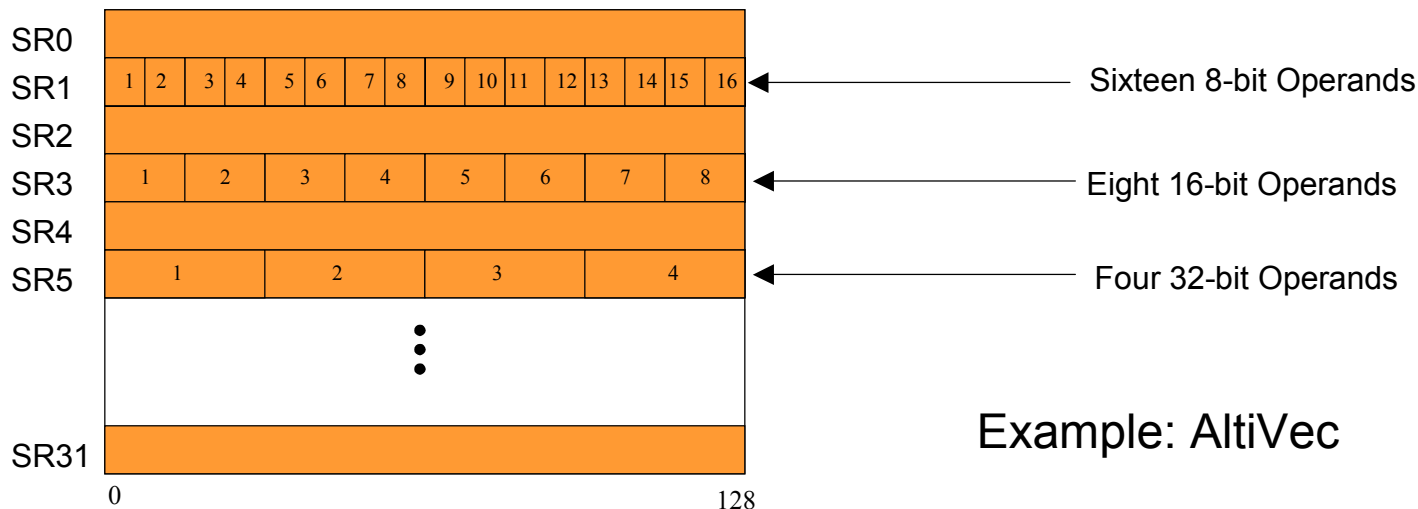 SR0
SR1 1 2 3 4 5 6 7 8 9 10 11 12 13 14 15 16 Sixteen 8-bit Operands
SR2
SR3 1 2 3 4 5 6 7 8 Eight 16-bit Operands
SR4
SR5 1 2 3 4 Four 32-bit Operands
Example: AltiVec
SR31
0 128